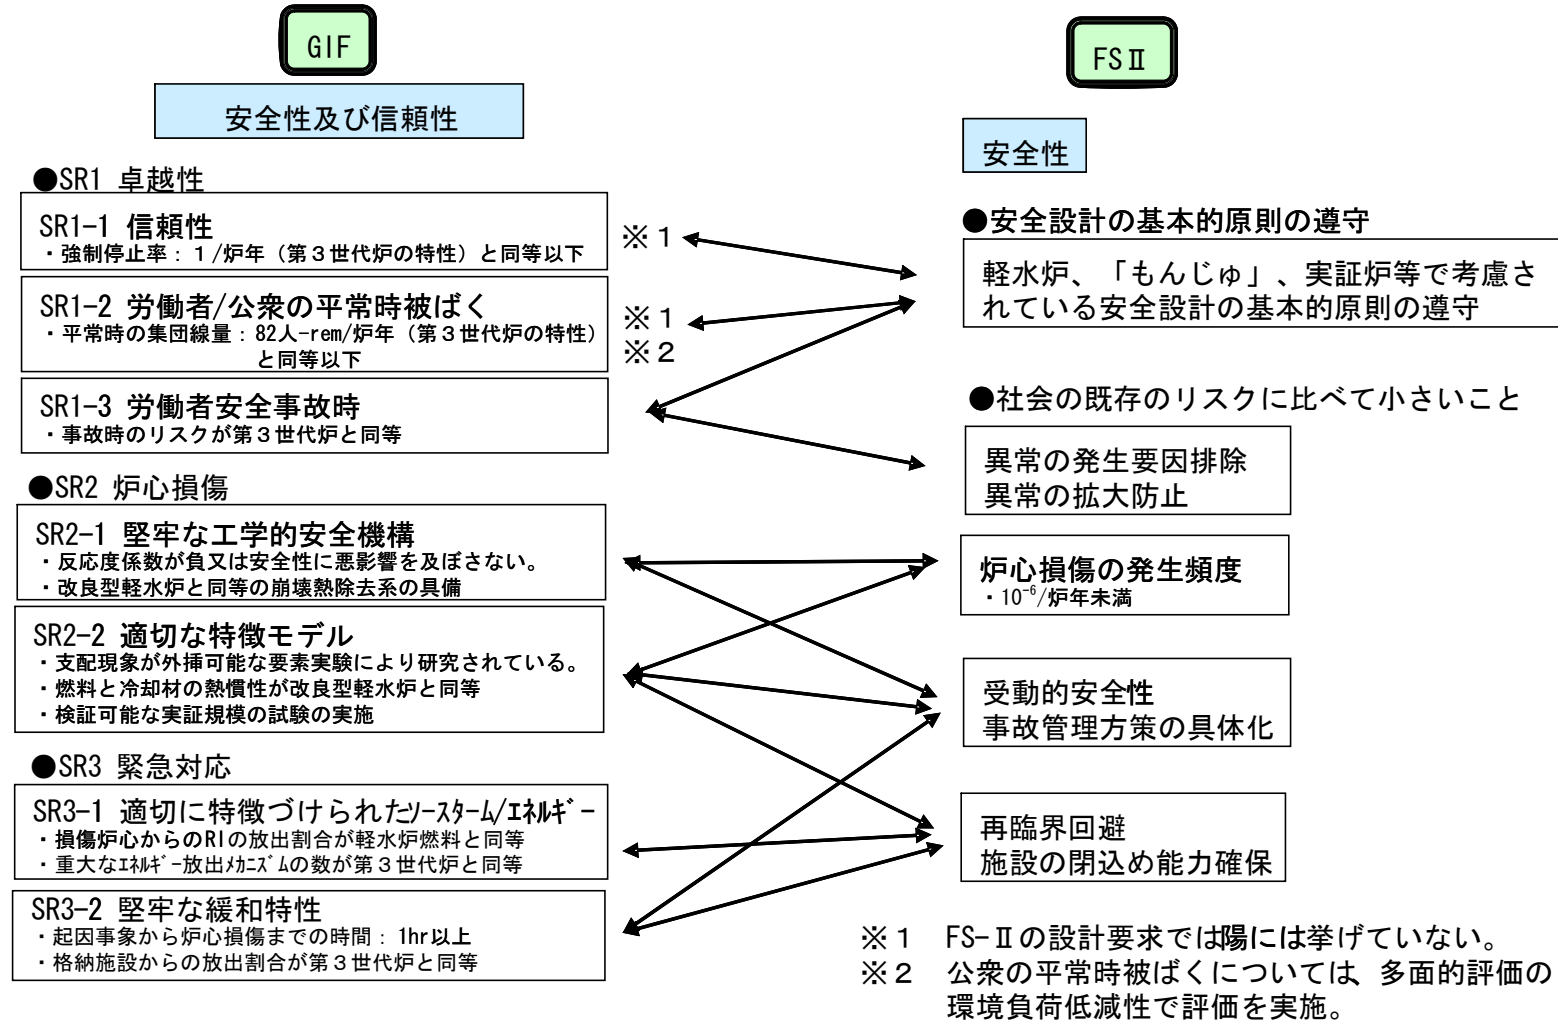 GIF
安全性及び信頼性
●SR1 卓越性
SR1-1 信頼性
・強制停止率：１/炉年（第３世代炉の特性）と同等以下
※１
SR1-2 労働者/公衆の平常時被ばく
・平常時の集団線量：82人-rem/炉年（第３世代炉の特性）
と同等以下
※１
※２
SR1-3 労働者安全事故時
・事故時のリスクが第３世代炉と同等
●SR2 炉心損傷
SR2-1 堅牢な工学的安全機構
・反応度係数が負又は安全性に悪影響を及ぼさない。
・改良型軽水炉と同等の崩壊熱除去系の具備
SR2-2 適切な特徴モデル
・支配現象が外挿可能な要素実験により研究されている。
・燃料と冷却材の熱慣性が改良型軽水炉と同等
・検証可能な実証規模の試験の実施
●SR3 緊急対応
SR3-1 適切に特徴づけられたｿｰｽﾀｰﾑ/ｴﾈﾙｷﾞｰ
・損傷炉心からのRIの放出割合が軽水炉燃料と同等
・重大なｴﾈﾙｷﾞｰ放出ﾒｶﾆｽﾞﾑの数が第３世代炉と同等
SR3-2 堅牢な緩和特性
・起因事象から炉心損傷までの時間：1hr以上
・格納施設からの放出割合が第３世代炉と同等
FSⅡ
安全性
●安全設計の基本的原則の遵守
軽水炉、「もんじゅ」、実証炉等で考慮さ
れている安全設計の基本的原則の遵守
●社会の既存のリスクに比べて小さいこと
異常の発生要因排除
異常の拡大防止
炉心損傷の発生頻度
・10⁻⁶/炉年未満
受動的安全性
事故管理方策の具体化
再臨界回避
施設の閉込め能力確保
※１ FS-Ⅱの設計要求では陽には挙げていない。
※２ 公衆の平常時被ばくについては、多面的評価の
環境負荷低減性で評価を実施。